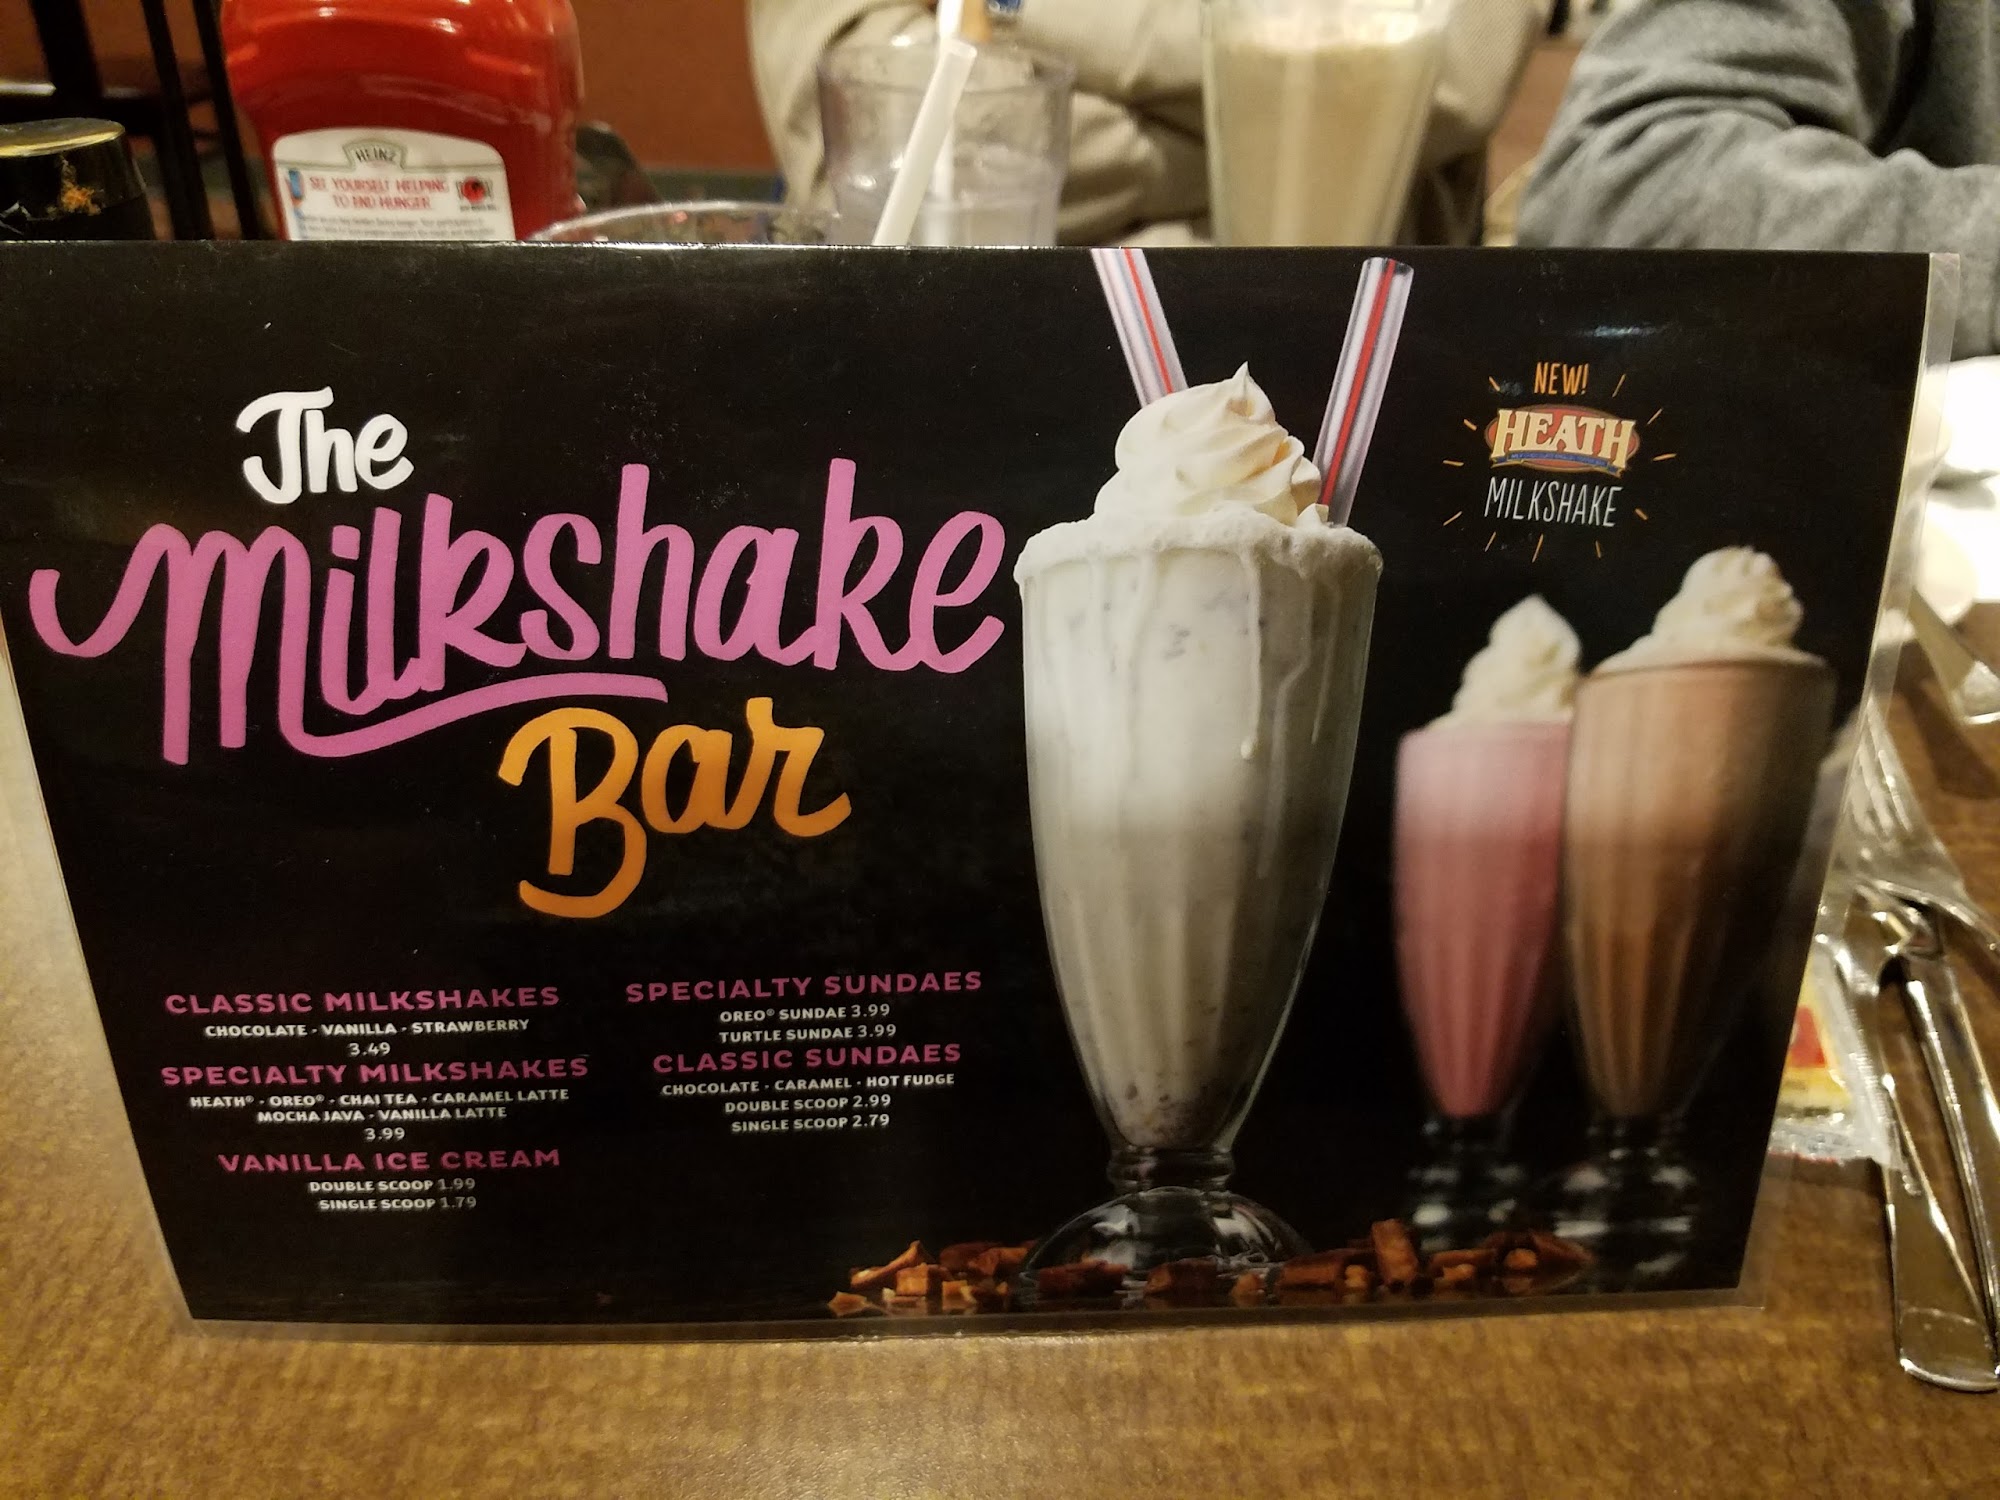 HEINZ
SEE YOURSELF HELPING
TO END HUNGER
The
Milkshake
Bar
NEW!
HEATH
MILKSHAKE
CLASSIC MILKSHAKES
CHOCOLATE - VANILLA - STRAWBERRY
3.49
SPECIALTY MILKSHAKES
HEATH® - OREO® - CHAI TEA - CARAMEL LATTE
MOCHA JAVA - VANILLA LATTE
3.99
VANILLA ICE CREAM
DOUBLE SCOOP 1.99
SINGLE SCOOP 1.79
SPECIALTY SUNDAES
OREO® SUNDAE 3.99
TURTLE SUNDAE 3.99
CLASSIC SUNDAES
CHOCOLATE - CARAMEL - HOT FUDGE
DOUBLE SCOOP 2.99
SINGLE SCOOP 2.79